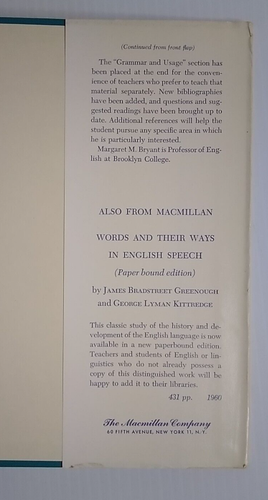 (Continued from front flap)
The "Grammar and Usage" section has
been placed at the end for the conven-
ience of teachers who prefer to teach that
material separately. New bibliographies
have been added, and questions and sug-
gested readings have been brought up to
date. Additional references will help the
student pursue any specific area in which
he is particularly interested.
Margaret M. Bryant is Professor of Eng-
lish at Brooklyn College.
ALSO FROM MACMILLAN
WORDS AND THEIR WAYS
IN ENGLISH SPEECH
(Paper bound edition)
by JAMES BRADSTREET GREENOUGH
and GEORGE LYMAN KITTREDGE
This classic study of the history and de-
velopment of the English language is now
available in a new paperbound edition.
Teachers and students of English or lin-
guistics who do not already possess a
copy of this distinguished work will be
happy to add it to their libraries.
431 pp. 1960
The Macmillan Company
60 FIFTH AVENUE, NEW YORK 11, N.Y.